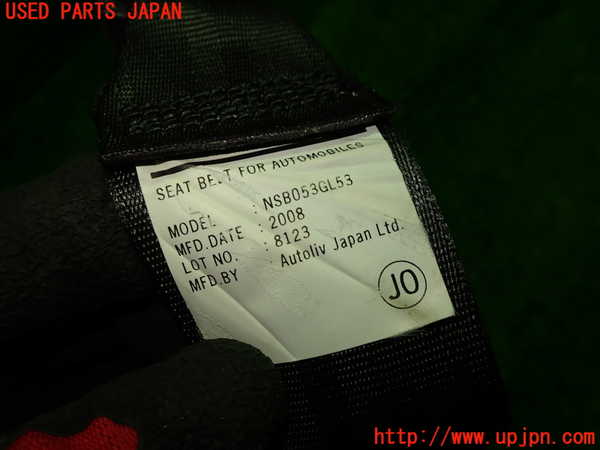 USED PARTS JAPAN
SEAT BELT FOR AUTOMOBILES
MODEL : NSB053GL53
MFD.DATE : 2008
LOT NO. : 8123
MFD.BY Autoliv Japan Ltd.
JO
http://www.upjpn.com/